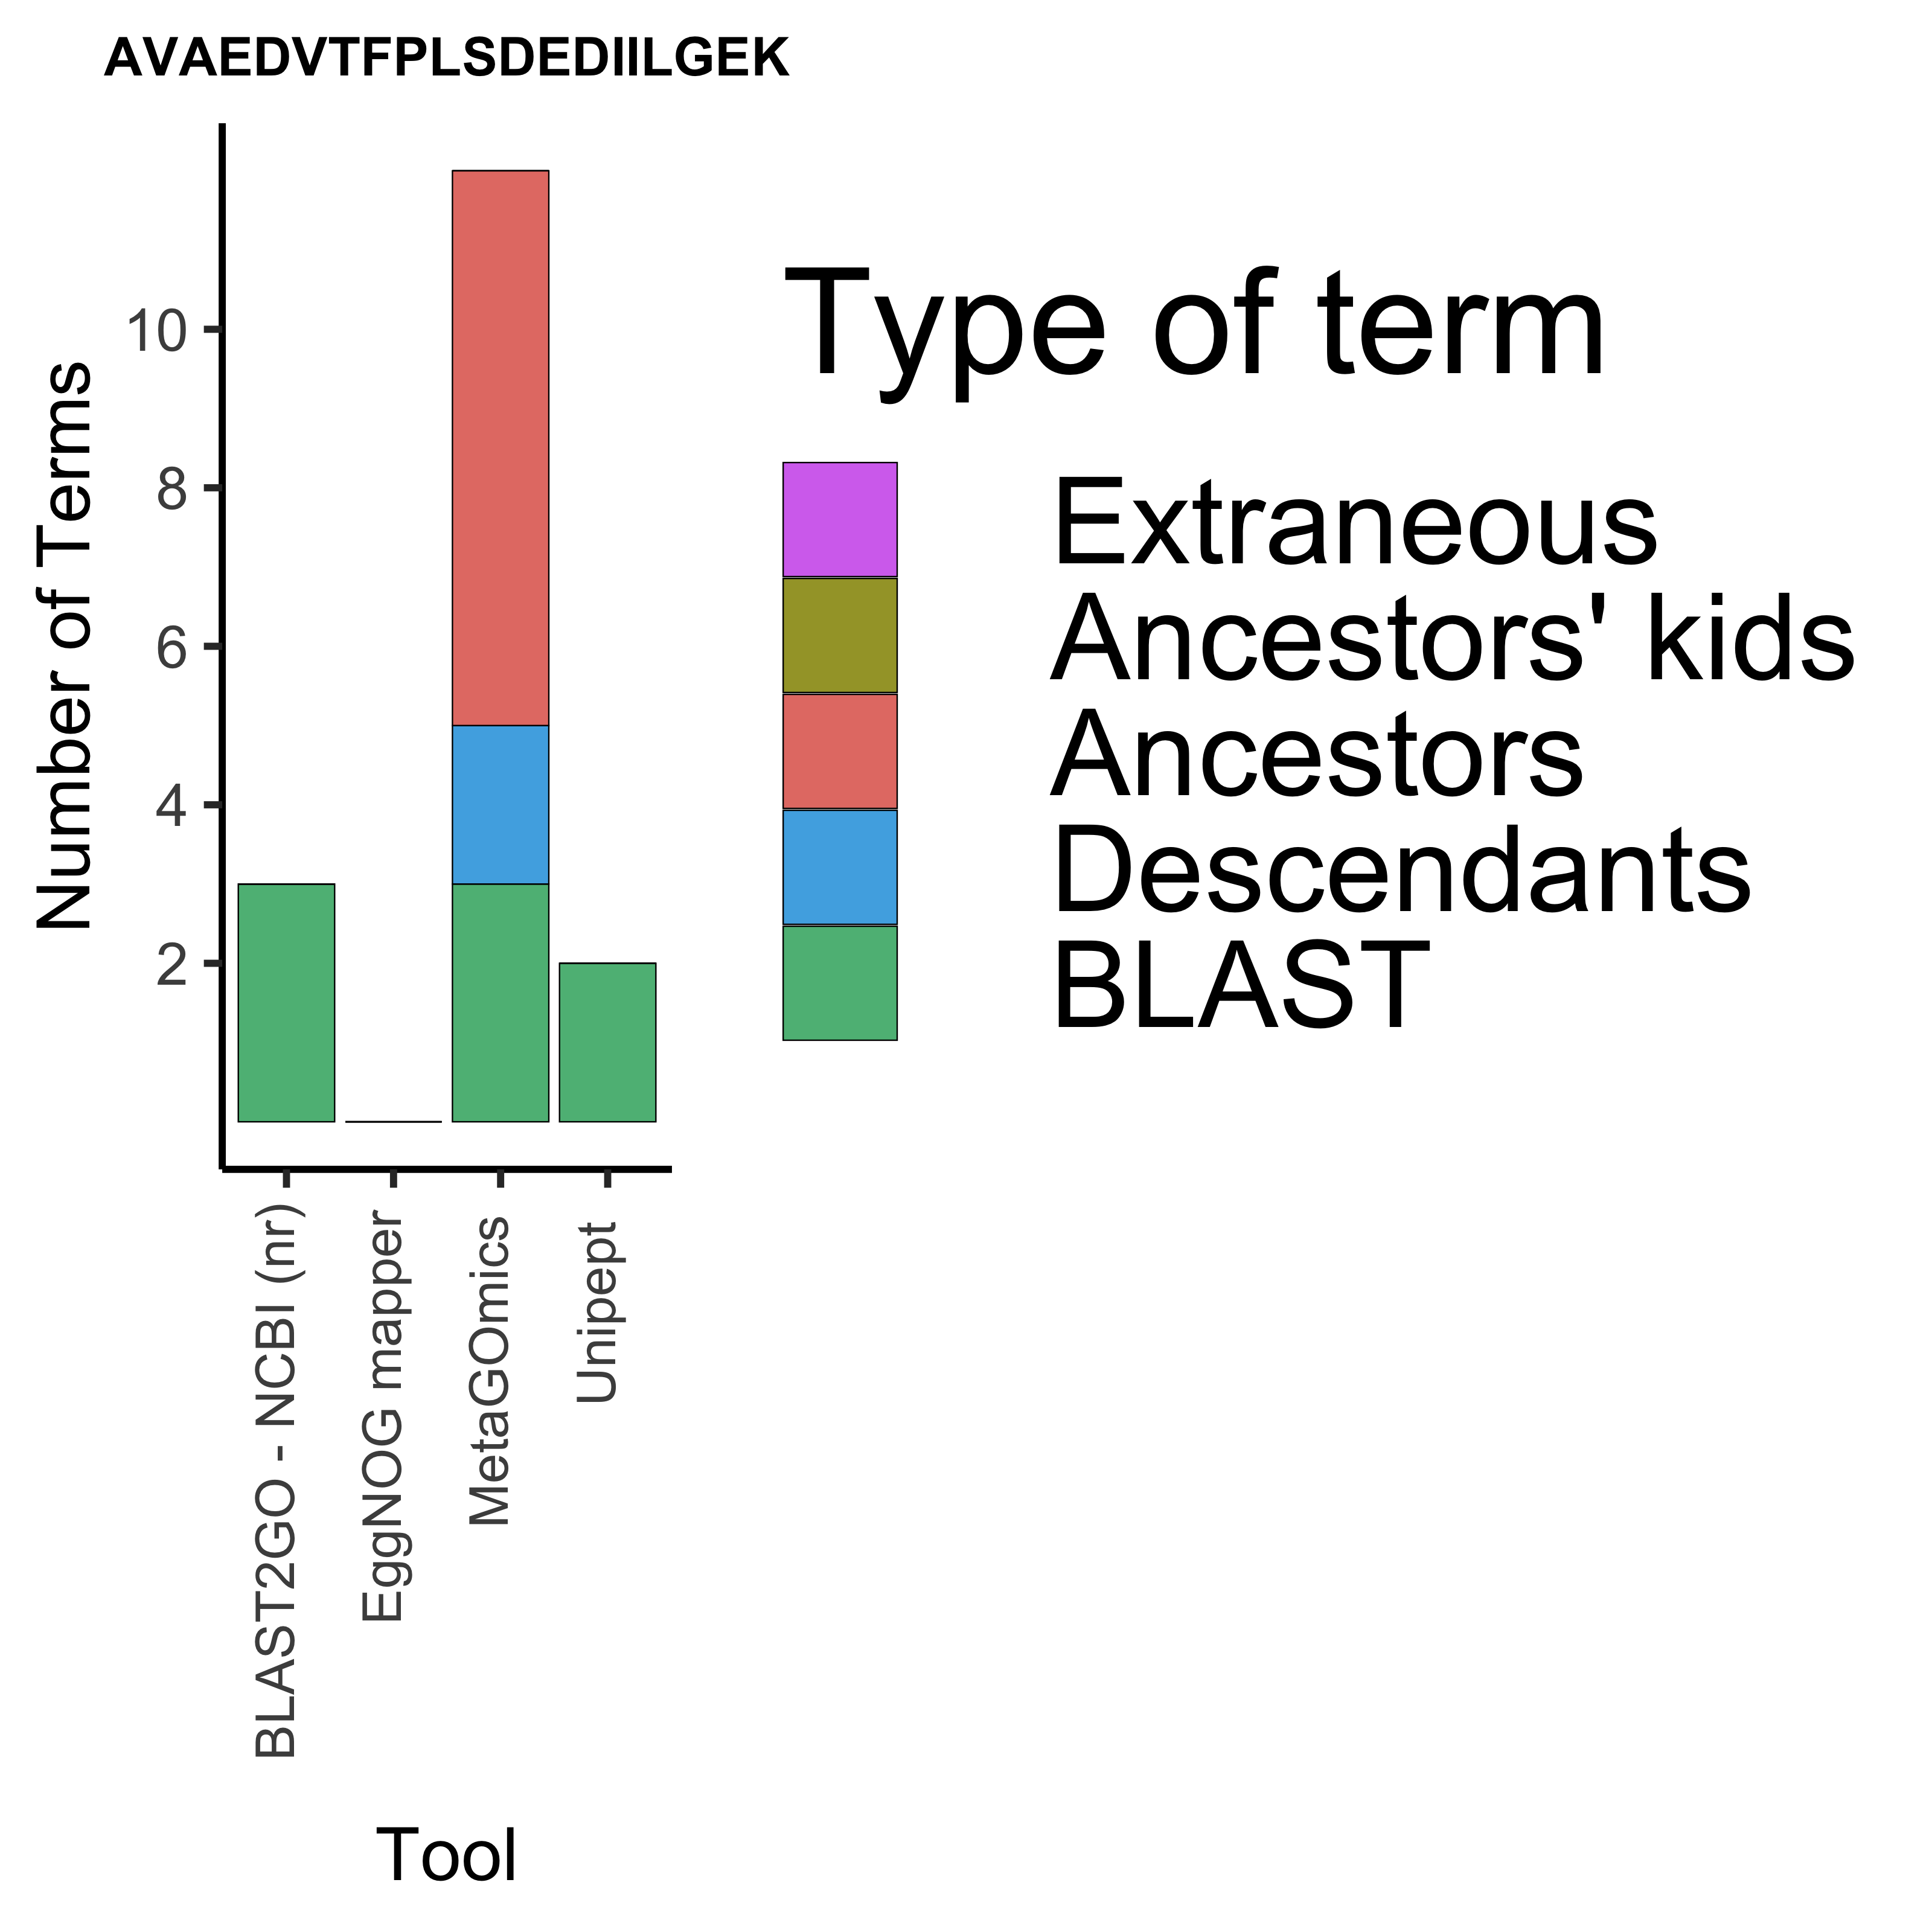 AVAEDVTFPLSDEDIILGEK
Number of Terms
10
8
6
4
2
BLAST2GO - NCBI (nr)
EggNOG mapper
MetaGOmics
Unipept
Tool
Type of term
Extraneous
Ancestors' kids
Ancestors
Descendants
BLAST